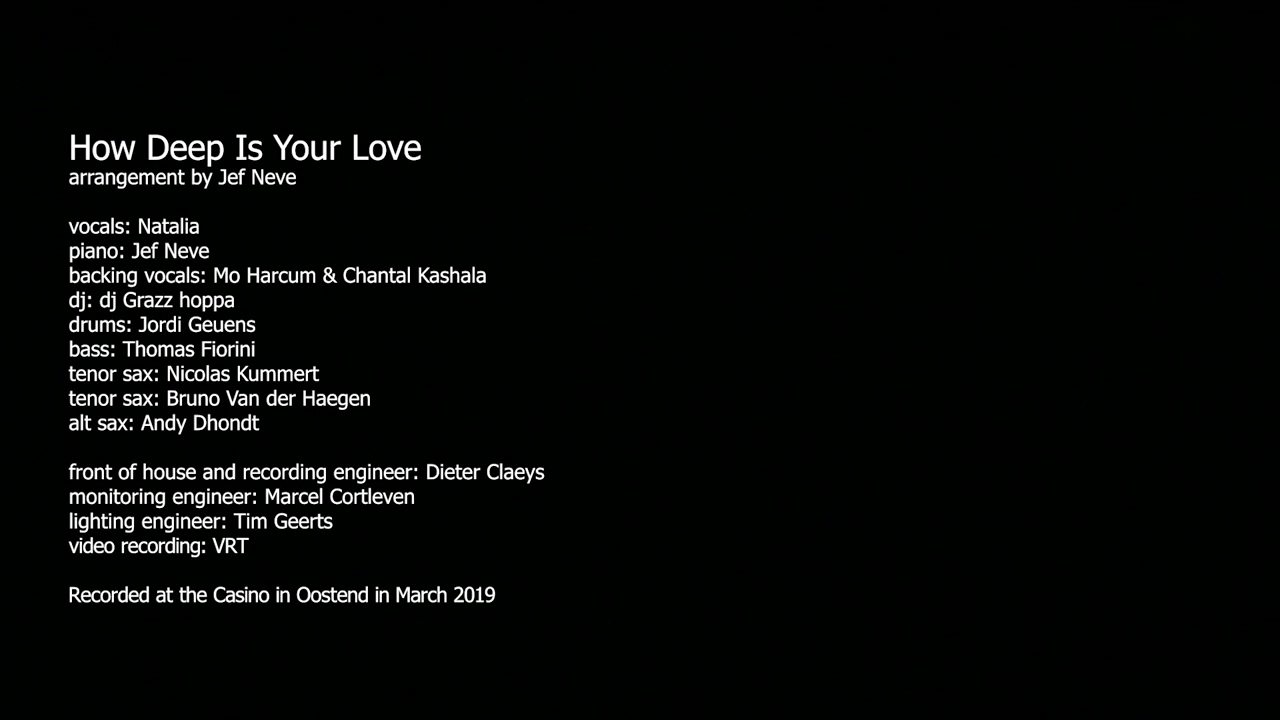 How Deep Is Your Love
arrangement by Jef Neve
vocals: Natalia
piano: Jef Neve
backing vocals: Mo Harcum & Chantal Kashala
dj: dj Grazz hoppa
drums: Jordi Geuens
bass: Thomas Fiorini
tenor sax: Nicolas Kummert
tenor sax: Bruno Van der Haegen
alt sax: Andy Dhondt
front of house and recording engineer: Dieter Claeys
monitoring engineer: Marcel Cortleven
lighting engineer: Tim Geerts
video recording: VRT
Recorded at the Casino in Oostend in March 2019